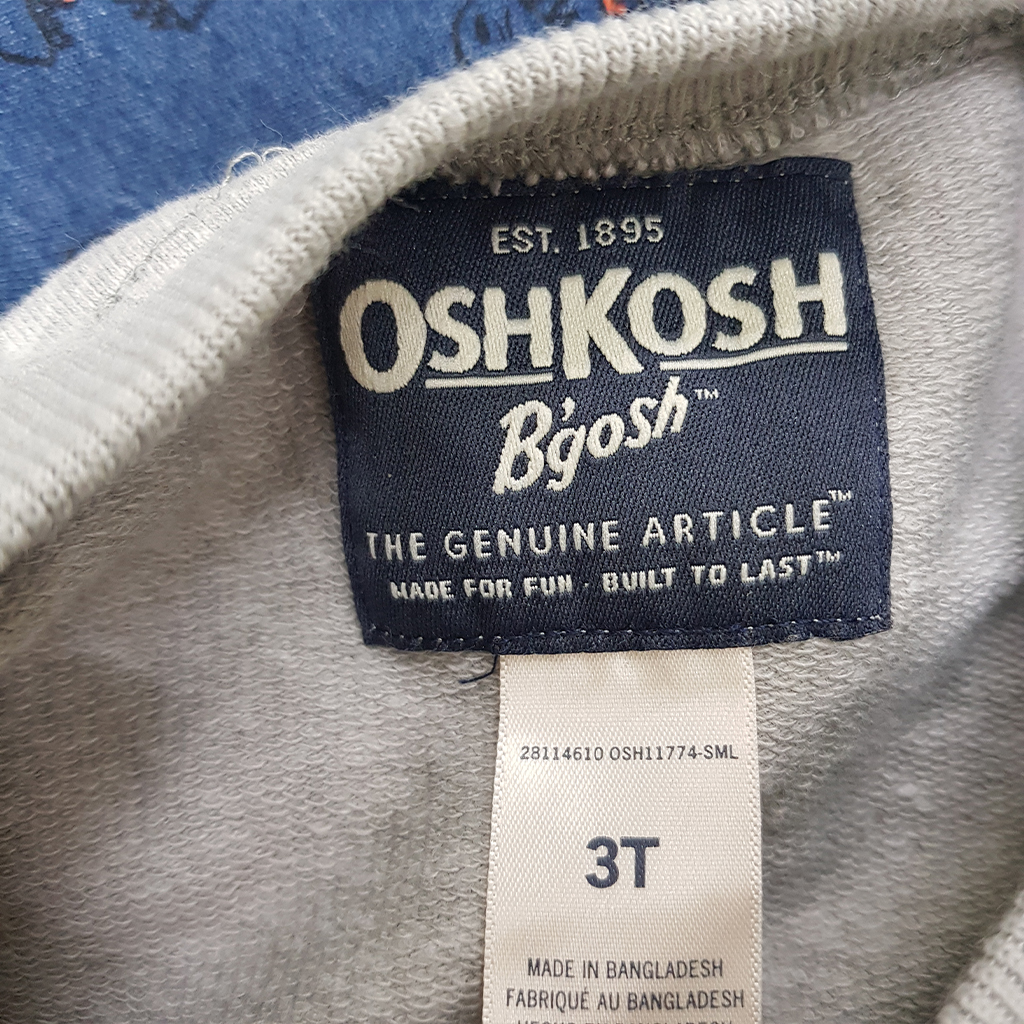 EST. 1895
OSHKOSH
B'gosh™
THE GENUINE ARTICLE™
MADE FOR FUN · BUILT TO LAST™
28114610 OSH11774-SML
3T
MADE IN BANGLADESH
FABRIQUÉ AU BANGLADESH